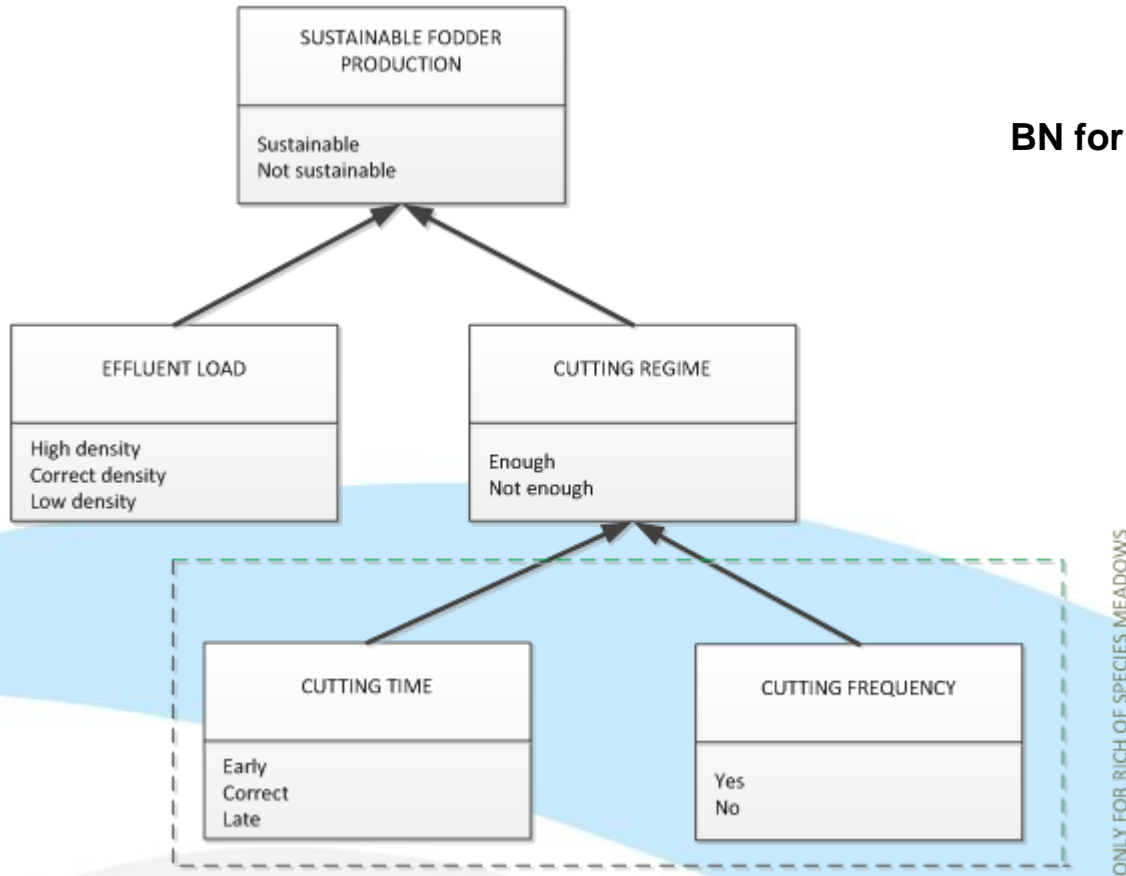 SUSTAINABLE FODDER
PRODUCTION
Sustainable
Not sustainable
BN for
EFFLUENT LOAD
High density
Correct density
Low density
CUTTING REGIME
Enough
Not enough
CUTTING TIME
Early
Correct
Late
CUTTING FREQUENCY
Yes
No
ONLY FOR RICH OF SPECIES MEADOWS